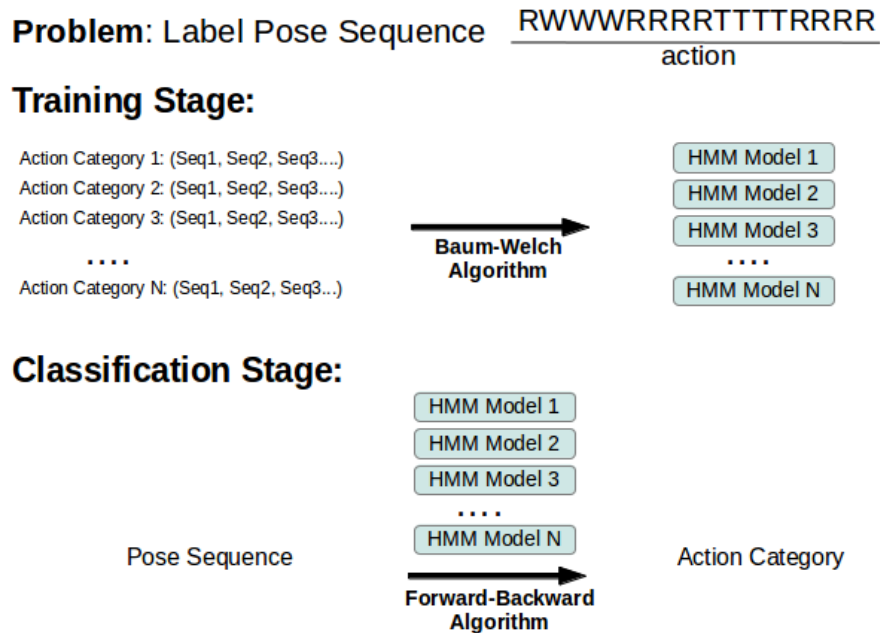 Problem: Label Pose Sequence RWWWRRRRTTTTRRRR
action
Training Stage:
Action Category 1: (Seq1, Seq2, Seq3....)
Action Category 2: (Seq1, Seq2, Seq3....)
Action Category 3: (Seq1, Seq2, Seq3....)
....
Action Category N: (Seq1, Seq2, Seq3...)
Baum-Welch
Algorithm
HMM Model 1
HMM Model 2
HMM Model 3
....
HMM Model N
Classification Stage:
HMM Model 1
HMM Model 2
HMM Model 3
....
HMM Model N
Pose Sequence
Forward-Backward
Algorithm
Action Category